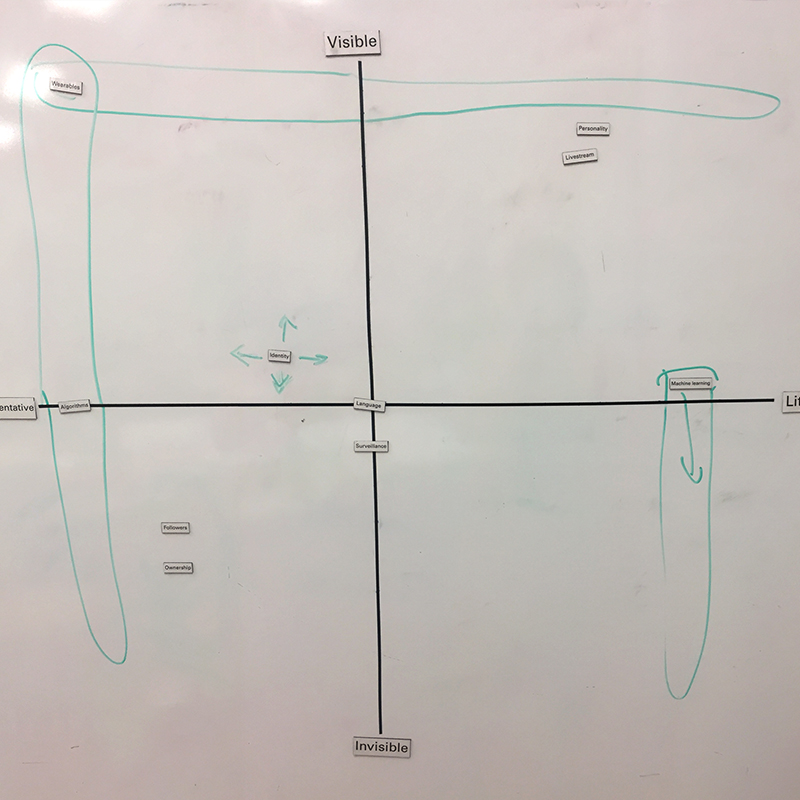 Visible
Wearables
Personality
Livestream
Identity
Machine learning
entative
Algorithms
Language
Lif
Surveillance
Followers
Ownership
Invisible